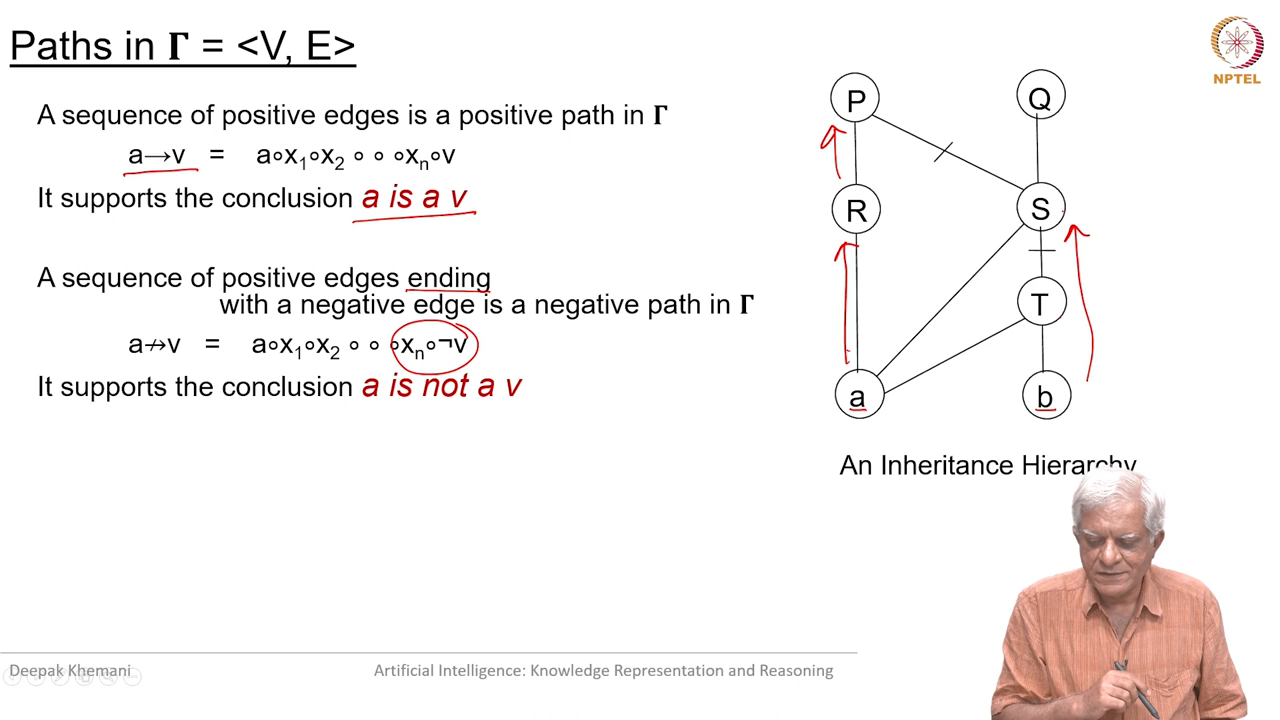 Paths in Γ = <V, E>
NPTEL
A sequence of positive edges is a positive path in Γ
a→v = a∘x₁∘x₂ ∘ ∘ ∘xₙ∘v
It supports the conclusion a is a v
A sequence of positive edges ending
with a negative edge is a negative path in Γ
a↛v = a∘x₁∘x₂ ∘ ∘ ∘xₙ∘¬v
It supports the conclusion a is not a v
P Q
R S
T
a b
An Inheritance Hierarchy
Deepak Khemani Artificial Intelligence: Knowledge Representation and Reasoning